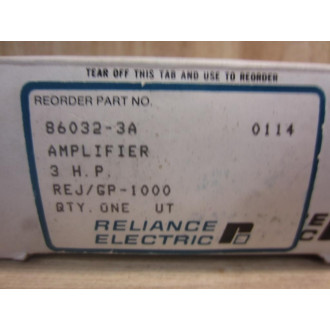 TEAR OFF THIS TAB AND USE TO REORDER
REORDER PART NO.
86032-3A 0114
AMPLIFIER
3 H.P.
REJ/GP-1000
QTY. ONE UT
RELIANCE
ELECTRIC